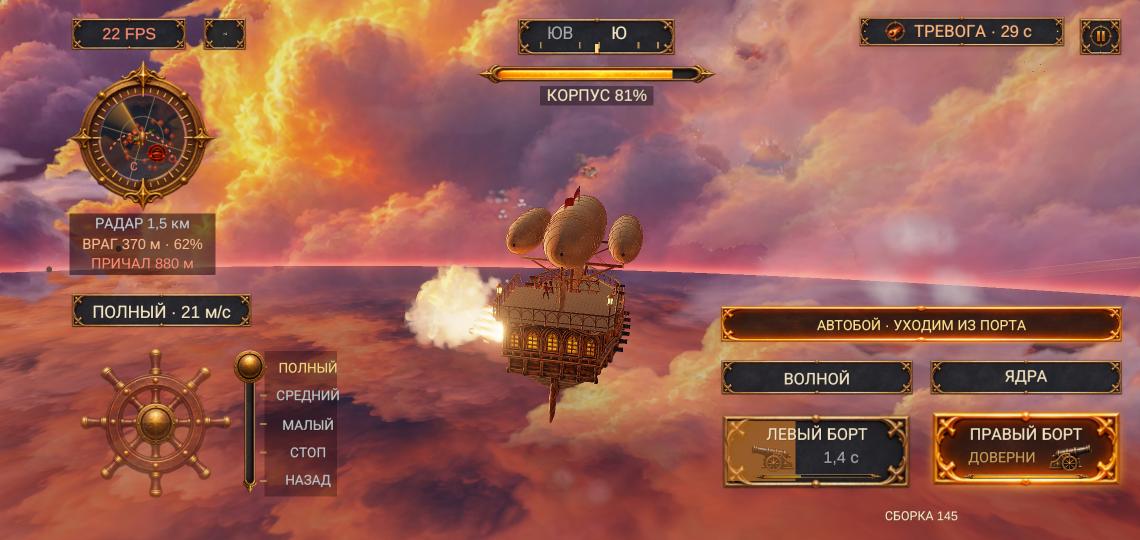 22 FPS
ЮВ Ю
ТРЕВОГА · 29 с
КОРПУС 81%
С
РАДАР 1,5 км
ВРАГ 370 м · 62%
ПРИЧАЛ 880 м
ПОЛНЫЙ · 21 м/с
ПОЛНЫЙ
СРЕДНИЙ
МАЛЫЙ
СТОП
НАЗАД
АВТОБОЙ · УХОДИМ ИЗ ПОРТА
ВОЛНОЙ
ЯДРА
ЛЕВЫЙ БОРТ
1,4 с
ПРАВЫЙ БОРТ
ДОВЕРНИ
СБОРКА 145